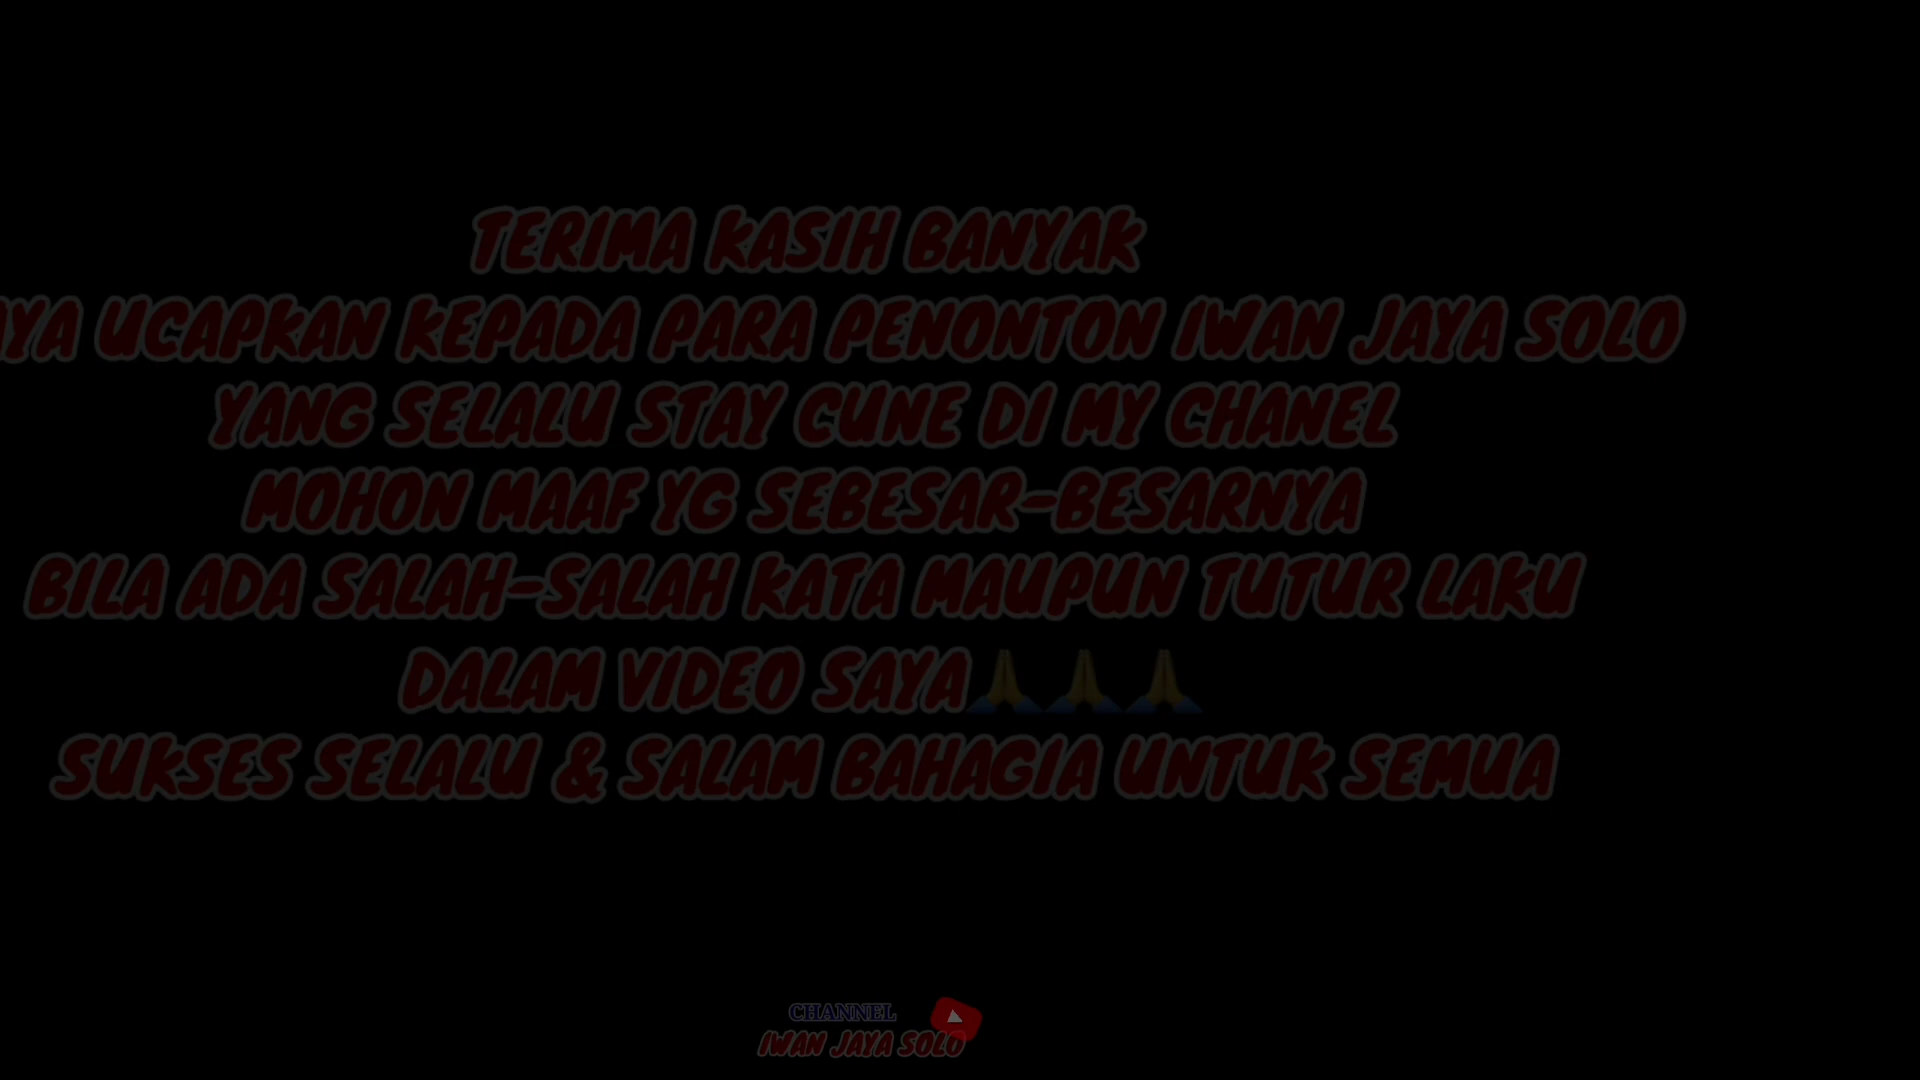 TERIMA KASIH BANYAK
AYA UCAPKAN KEPADA PARA PENONTON IWAN JAYA SOLO
YANG SELALU STAY CUNE DI MY CHANEL
MOHON MAAF YG SEBESAR-BESARNYA
BILA ADA SALAH-SALAH KATA MAUPUN TUTUR LAKU
DALAM VIDEO SAYA🙏🙏🙏
SUKSES SELALU & SALAM BAHAGIA UNTUK SEMUA
CHANNEL
IWAN JAYA SOLO